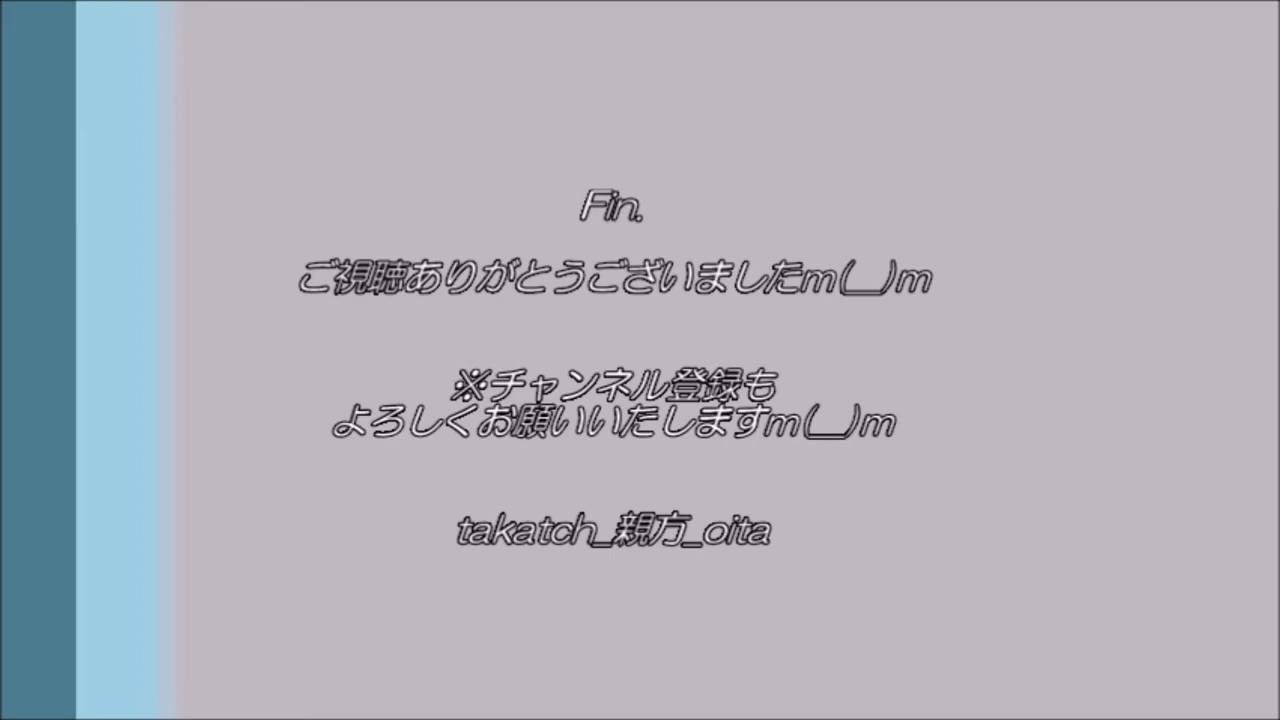 Fin.
ご視聴ありがとうございましたm(__)m
※チャンネル登録も
よろしくお願いいたしますm(__)m
takatch_親方_oita